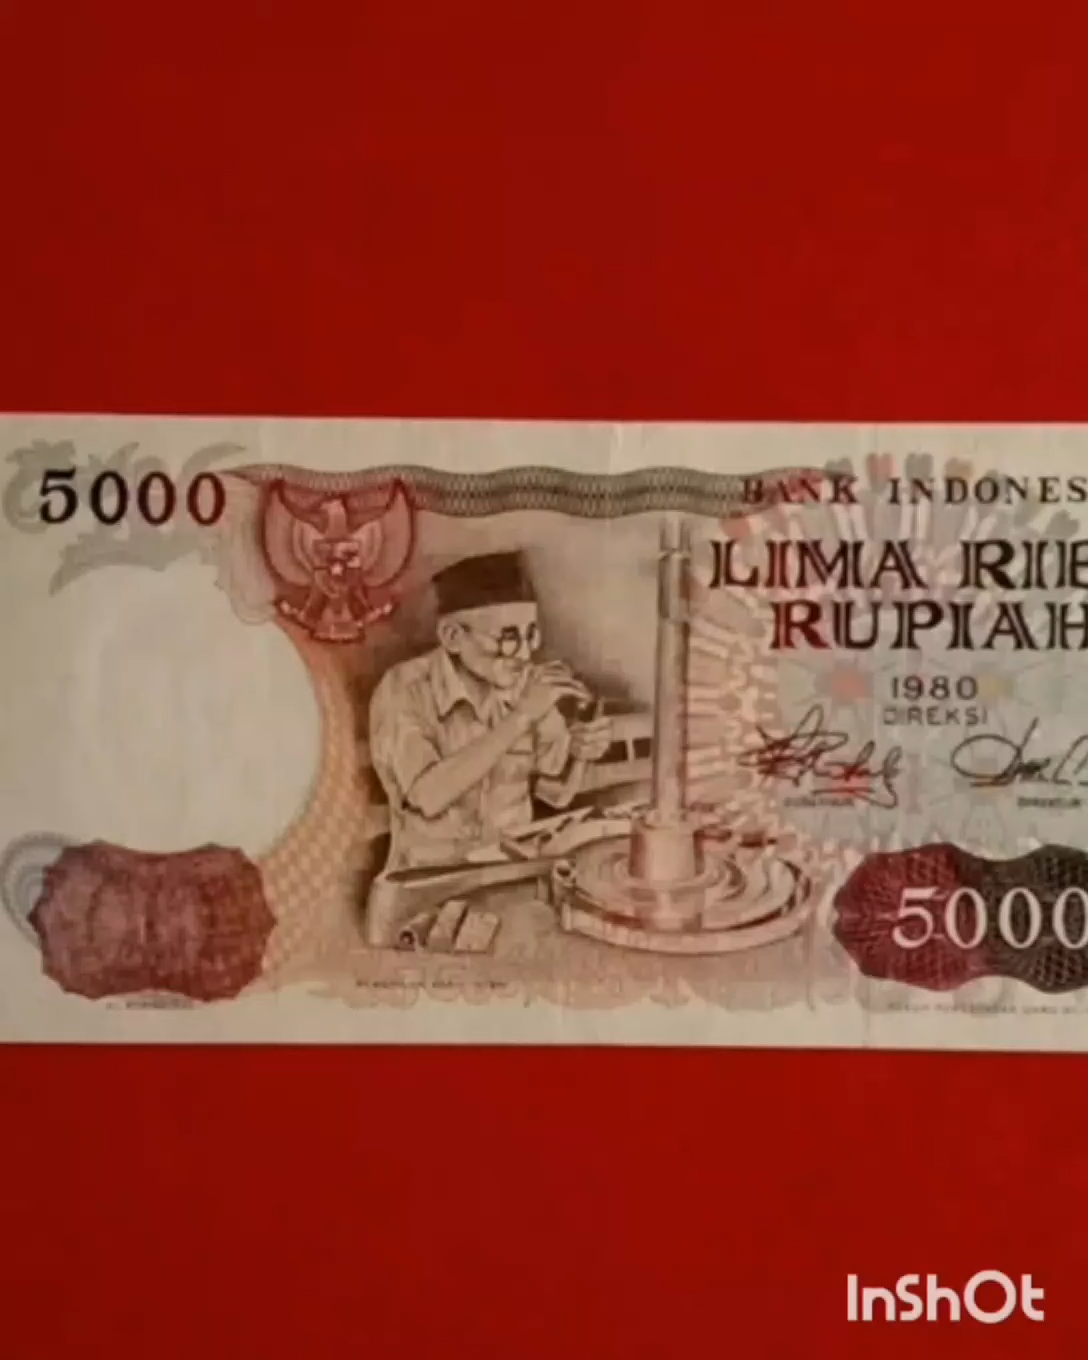 5000
BANK INDONES
LIMA RIB
RUPIAH
1980
DIREKSI
5000
InShOt